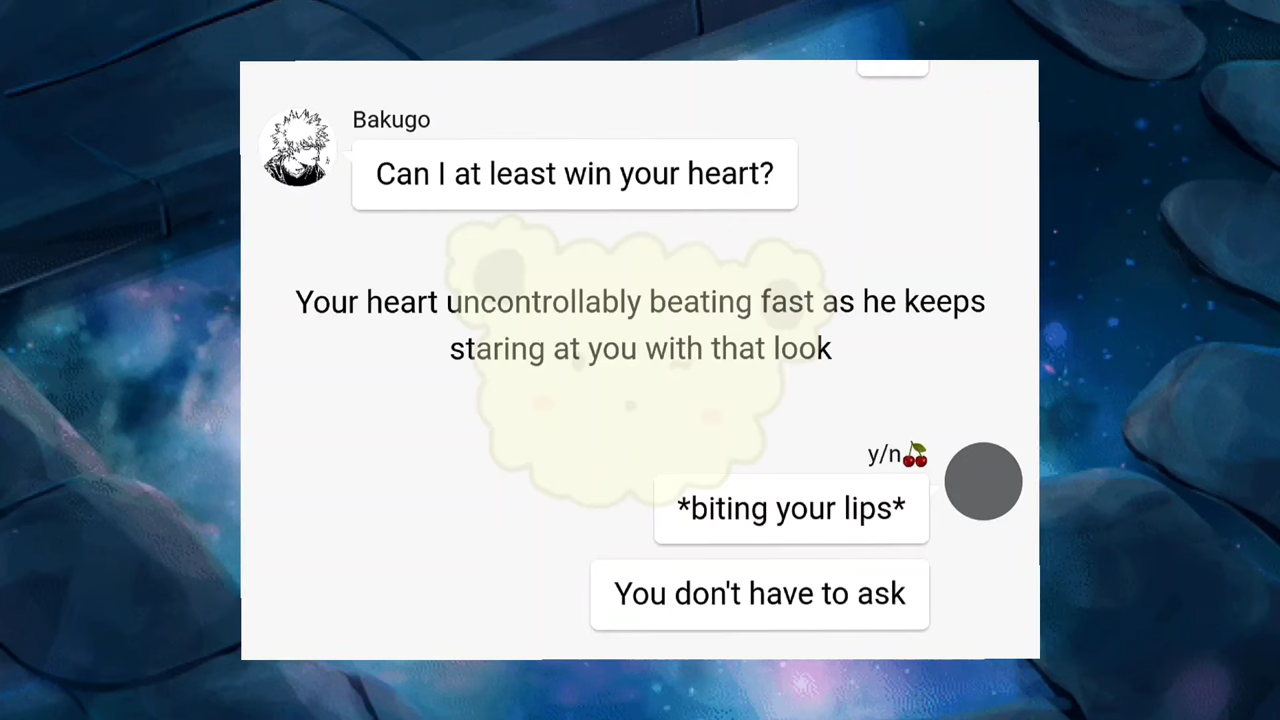 Bakugo
Can I at least win your heart?
Your heart uncontrollably beating fast as he keeps
staring at you with that look
y/n🍒
*biting your lips*
You don't have to ask